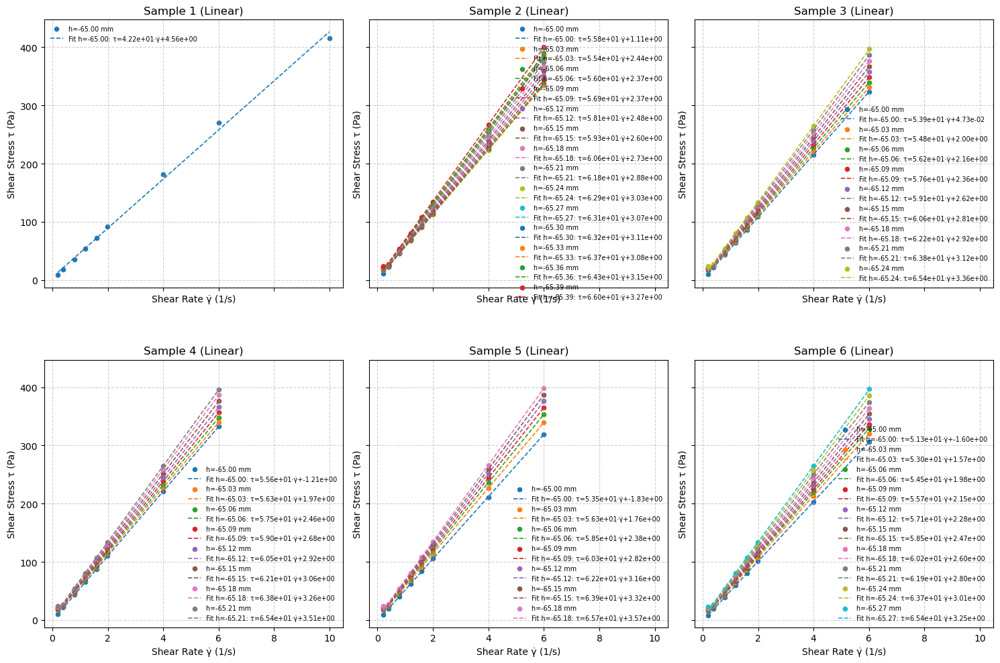 Sample 1 (Linear)
400
300
200
100
0
Shear Stress τ (Pa)
h=-65.00 mm
Fit h=-65.00: τ=4.22e+01·γ̇+4.56e+00
Shear Rate γ̇ (1/s)
Sample 2 (Linear)
Shear Stress τ (Pa)
h=-65.00 mm
Fit h=-65.00: τ=5.58e+01·γ̇+1.11e+00
h=-65.03 mm
Fit h=-65.03: τ=5.54e+01·γ̇+2.44e+00
h=-65.06 mm
Fit h=-65.06: τ=5.60e+01·γ̇+2.37e+00
h=-65.09 mm
Fit h=-65.09: τ=5.69e+01·γ̇+2.37e+00
h=-65.12 mm
Fit h=-65.12: τ=5.81e+01·γ̇+2.48e+00
h=-65.15 mm
Fit h=-65.15: τ=5.93e+01·γ̇+2.60e+00
h=-65.18 mm
Fit h=-65.18: τ=6.06e+01·γ̇+2.73e+00
h=-65.21 mm
Fit h=-65.21: τ=6.18e+01·γ̇+2.88e+00
h=-65.24 mm
Fit h=-65.24: τ=6.29e+01·γ̇+3.03e+00
h=-65.27 mm
Fit h=-65.27: τ=6.31e+01·γ̇+3.07e+00
h=-65.30 mm
Fit h=-65.30: τ=6.32e+01·γ̇+3.11e+00
h=-65.33 mm
Fit h=-65.33: τ=6.37e+01·γ̇+3.08e+00
h=-65.36 mm
Fit h=-65.36: τ=6.43e+01·γ̇+3.15e+00
h=-65.39 mm
Fit h=-65.39: τ=6.60e+01·γ̇+3.27e+00
Shear Rate γ̇ (1/s)
Sample 3 (Linear)
Shear Stress τ (Pa)
h=-65.00 mm
Fit h=-65.00: τ=5.39e+01·γ̇+4.73e-02
h=-65.03 mm
Fit h=-65.03: τ=5.48e+01·γ̇+2.00e+00
h=-65.06 mm
Fit h=-65.06: τ=5.62e+01·γ̇+2.16e+00
h=-65.09 mm
Fit h=-65.09: τ=5.76e+01·γ̇+2.36e+00
h=-65.12 mm
Fit h=-65.12: τ=5.91e+01·γ̇+2.62e+00
h=-65.15 mm
Fit h=-65.15: τ=6.06e+01·γ̇+2.81e+00
h=-65.18 mm
Fit h=-65.18: τ=6.22e+01·γ̇+2.92e+00
h=-65.21 mm
Fit h=-65.21: τ=6.38e+01·γ̇+3.12e+00
h=-65.24 mm
Fit h=-65.24: τ=6.54e+01·γ̇+3.36e+00
Shear Rate γ̇ (1/s)
Sample 4 (Linear)
400
300
200
100
0
Shear Stress τ (Pa)
h=-65.00 mm
Fit h=-65.00: τ=5.56e+01·γ̇+-1.21e+00
h=-65.03 mm
Fit h=-65.03: τ=5.63e+01·γ̇+1.97e+00
h=-65.06 mm
Fit h=-65.06: τ=5.75e+01·γ̇+2.46e+00
h=-65.09 mm
Fit h=-65.09: τ=5.90e+01·γ̇+2.68e+00
h=-65.12 mm
Fit h=-65.12: τ=6.05e+01·γ̇+2.92e+00
h=-65.15 mm
Fit h=-65.15: τ=6.21e+01·γ̇+3.06e+00
h=-65.18 mm
Fit h=-65.18: τ=6.38e+01·γ̇+3.26e+00
h=-65.21 mm
Fit h=-65.21: τ=6.54e+01·γ̇+3.51e+00
0 2 4 6 8 10
Shear Rate γ̇ (1/s)
Sample 5 (Linear)
Shear Stress τ (Pa)
h=-65.00 mm
Fit h=-65.00: τ=5.35e+01·γ̇+-1.83e+00
h=-65.03 mm
Fit h=-65.03: τ=5.63e+01·γ̇+1.76e+00
h=-65.06 mm
Fit h=-65.06: τ=5.85e+01·γ̇+2.38e+00
h=-65.09 mm
Fit h=-65.09: τ=6.03e+01·γ̇+2.82e+00
h=-65.12 mm
Fit h=-65.12: τ=6.22e+01·γ̇+3.16e+00
h=-65.15 mm
Fit h=-65.15: τ=6.39e+01·γ̇+3.32e+00
h=-65.18 mm
Fit h=-65.18: τ=6.57e+01·γ̇+3.57e+00
0 2 4 6 8 10
Shear Rate γ̇ (1/s)
Sample 6 (Linear)
Shear Stress τ (Pa)
h=-65.00 mm
Fit h=-65.00: τ=5.13e+01·γ̇+-1.60e+00
h=-65.03 mm
Fit h=-65.03: τ=5.30e+01·γ̇+1.57e+00
h=-65.06 mm
Fit h=-65.06: τ=5.45e+01·γ̇+1.98e+00
h=-65.09 mm
Fit h=-65.09: τ=5.57e+01·γ̇+2.15e+00
h=-65.12 mm
Fit h=-65.12: τ=5.71e+01·γ̇+2.28e+00
h=-65.15 mm
Fit h=-65.15: τ=5.85e+01·γ̇+2.47e+00
h=-65.18 mm
Fit h=-65.18: τ=6.02e+01·γ̇+2.60e+00
h=-65.21 mm
Fit h=-65.21: τ=6.19e+01·γ̇+2.80e+00
h=-65.24 mm
Fit h=-65.24: τ=6.37e+01·γ̇+3.01e+00
h=-65.27 mm
Fit h=-65.27: τ=6.54e+01·γ̇+3.25e+00
0 2 4 6 8 10
Shear Rate γ̇ (1/s)